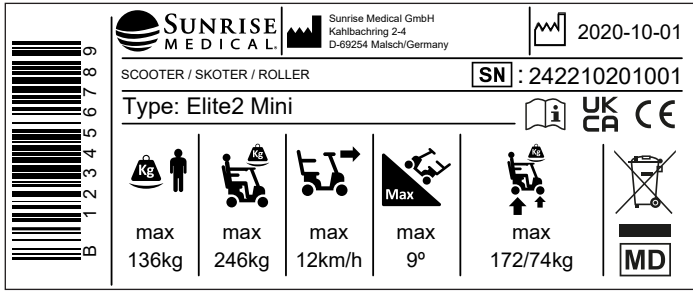 SUNRISE
MEDICAL.
Sunrise Medical GmbH
Kahlbachring 2-4
D-69254 Malsch/Germany
2020-10-01
SCOOTER / SKOTER / ROLLER
SN : 242210201001
Type: Elite2 Mini
UK
CA CE
B 1 2 3 4 5 6 7 8 9
Kg
Kg
Max
Kg
max
136kg
max
246kg
max
12km/h
max
9º
max
172/74kg
MD